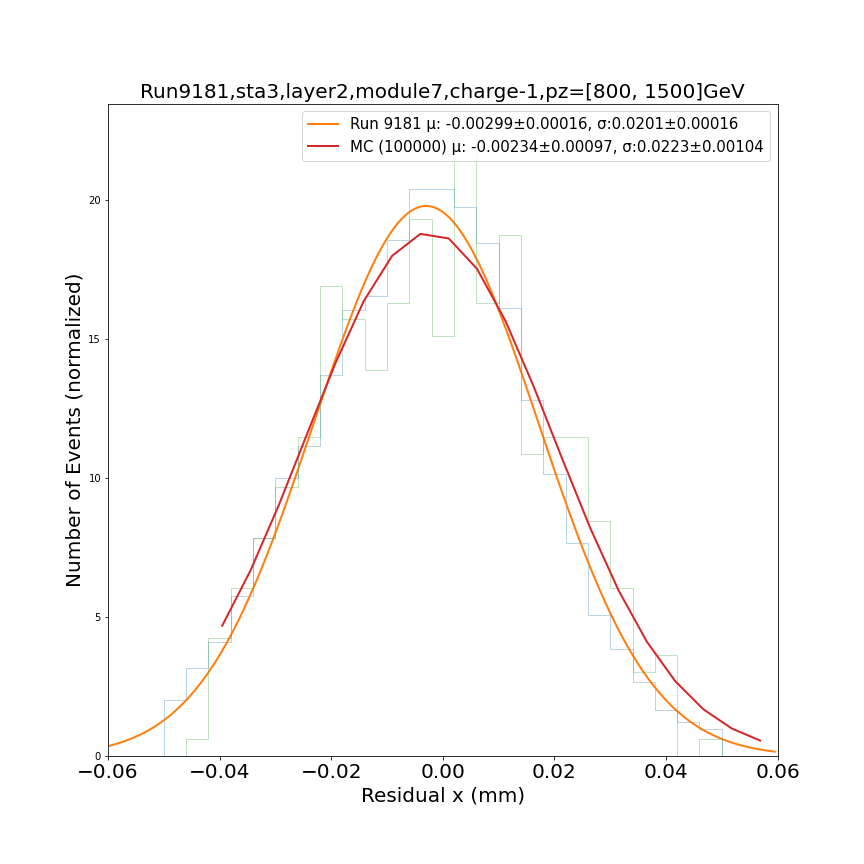 Run9181,sta3,layer2,module7,charge-1,pz=[800, 1500]GeV
Run 9181 μ: -0.00299±0.00016, σ:0.0201±0.00016
MC (100000) μ: -0.00234±0.00097, σ:0.0223±0.00104
Number of Events (normalized)
20
15
10
5
0
−0.06 −0.04 −0.02 0.00 0.02 0.04 0.06
Residual x (mm)